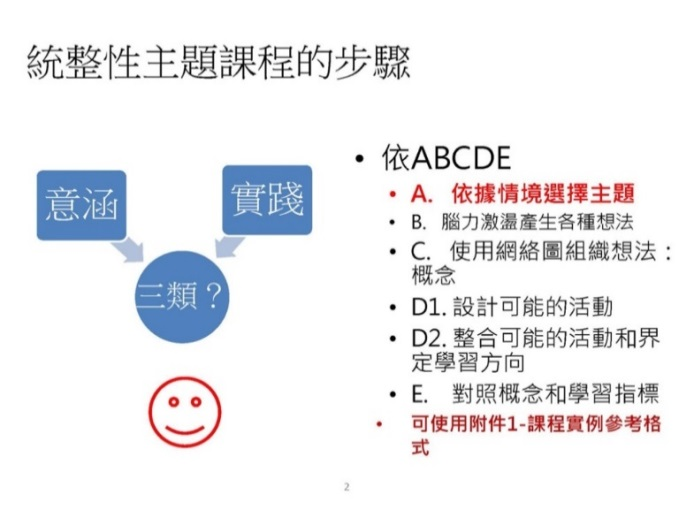 統整性主題課程的步驟
意涵
實踐
三類？
• 依ABCDE
• A. 依據情境選擇主題
• B. 腦力激盪產生各種想法
• C. 使用網絡圖組織想法：
概念
• D1. 設計可能的活動
• D2. 整合可能的活動和界
定學習方向
• E. 對照概念和學習指標
• 可使用附件1-課程實例參考格
式
2